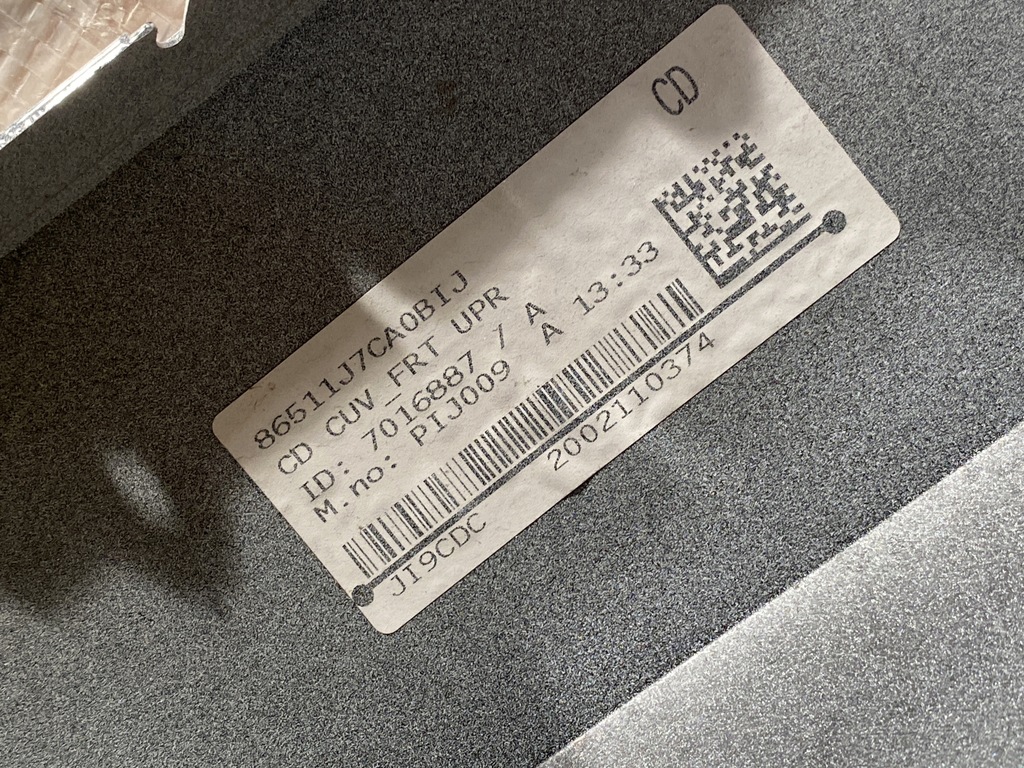 CD
86511J7CA0BIJ
CD CUV_FRT UPR
ID: 7016887 / A
M.no: PIJ009 A 13:33
JI9CDC 2002110374